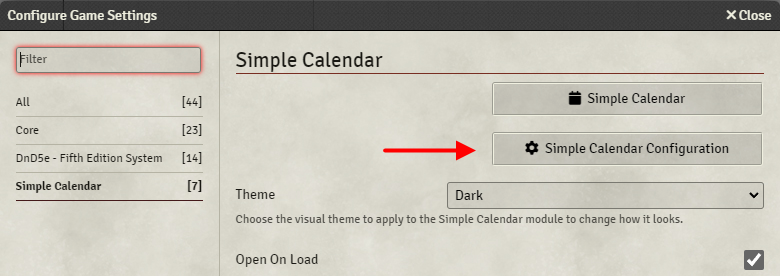 Configure Game Settings
Close
Filter
All [44]
Core [23]
DnD5e - Fifth Edition System [14]
Simple Calendar [7]
Simple Calendar
Simple Calendar
Simple Calendar Configuration
Theme Dark
Choose the visual theme to apply to the Simple Calendar module to change how it looks.
Open On Load